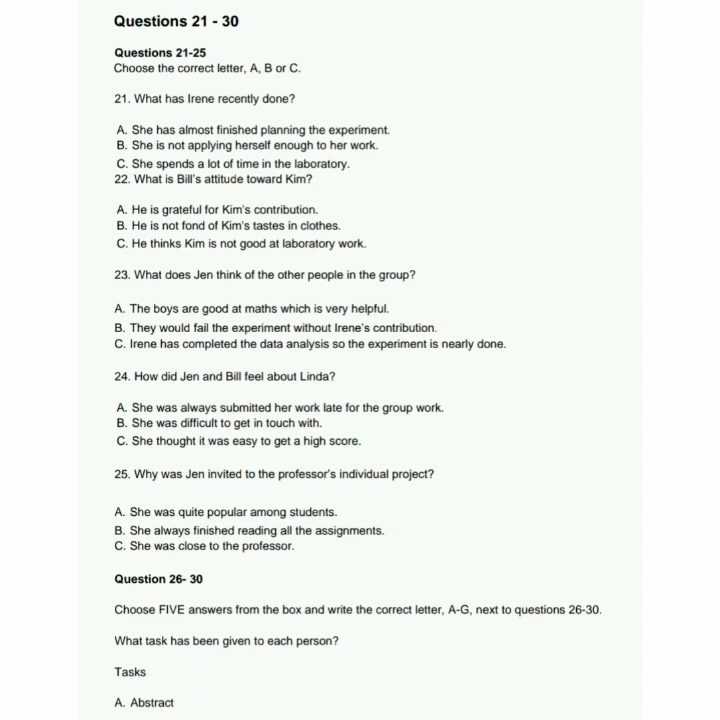 Questions 21 - 30
Questions 21-25
Choose the correct letter, A, B or C.
21. What has Irene recently done?
A. She has almost finished planning the experiment.
B. She is not applying herself enough to her work.
C. She spends a lot of time in the laboratory.
22. What is Bill's attitude toward Kim?
A. He is grateful for Kim's contribution.
B. He is not fond of Kim's tastes in clothes.
C. He thinks Kim is not good at laboratory work.
23. What does Jen think of the other people in the group?
A. The boys are good at maths which is very helpful.
B. They would fail the experiment without Irene's contribution.
C. Irene has completed the data analysis so the experiment is nearly done.
24. How did Jen and Bill feel about Linda?
A. She was always submitted her work late for the group work.
B. She was difficult to get in touch with.
C. She thought it was easy to get a high score.
25. Why was Jen invited to the professor's individual project?
A. She was quite popular among students.
B. She always finished reading all the assignments.
C. She was close to the professor.
Question 26- 30
Choose FIVE answers from the box and write the correct letter, A-G, next to questions 26-30.
What task has been given to each person?
Tasks
A. Abstract